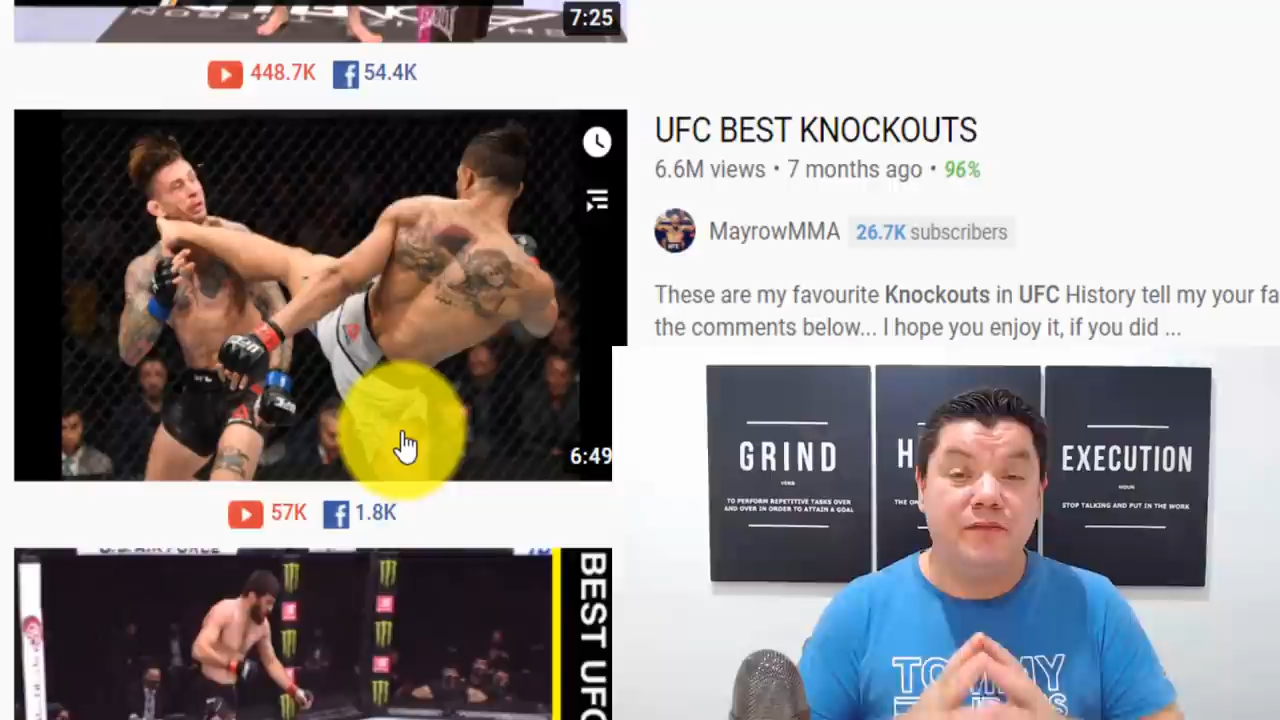 7:25
448.7K
54.4K
UFC BEST KNOCKOUTS
6.6M views • 7 months ago • 96%
MayrowMMA 26.7K subscribers
These are my favourite Knockouts in UFC History tell my your fa
the comments below... I hope you enjoy it, if you did ...
6:49
57K
1.8K
BEST UFC
GRIND
VERB
TO PERFORM REPETITIVE TASKS OVER
AND OVER IN ORDER TO ATTAIN A GOAL
H
EXECUTION
NOUN
STOP TALKING AND PUT IN THE WORK
TOMMY